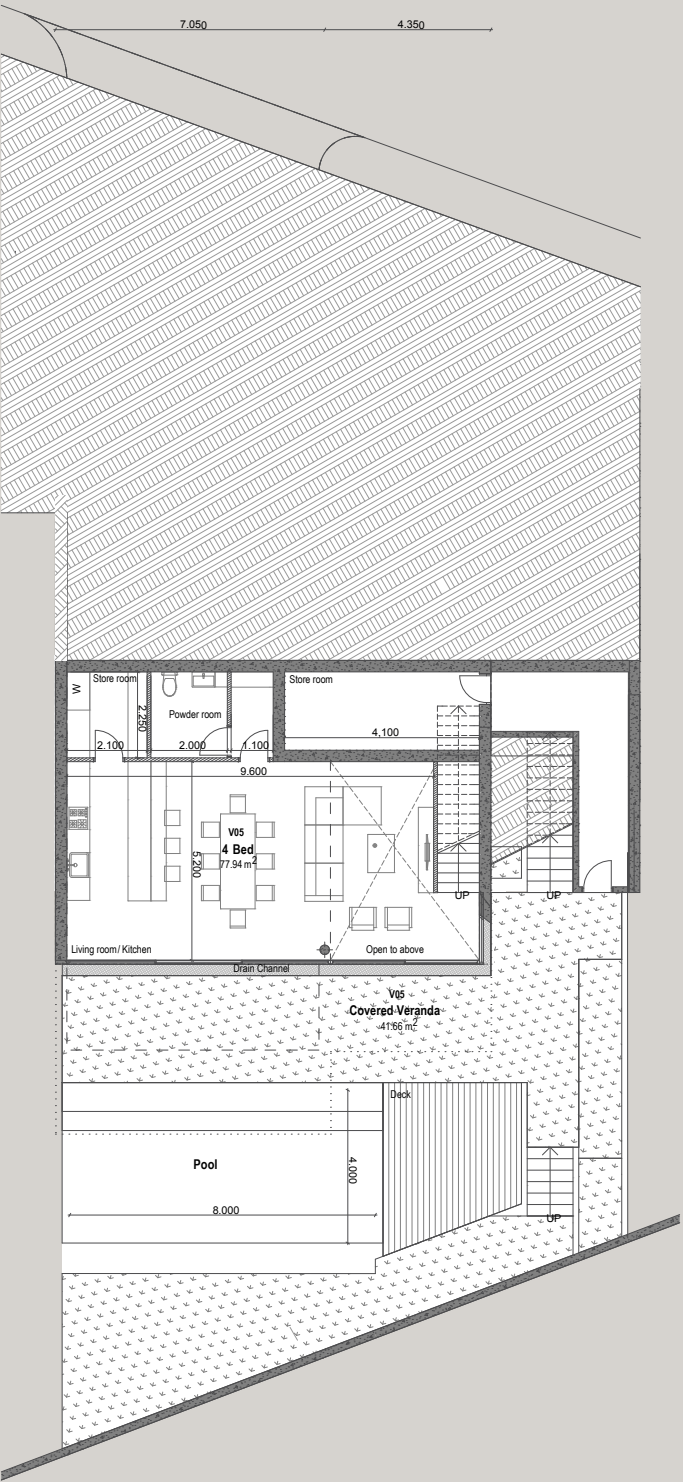 7.050
4.350
Store room
W
2.250
Powder room
Store room
4,100
2.100
2.000
1.100
9.600
V05
4 Bed
77.94 m2
5.200
UP
UP
Living room/ Kitchen
Open to above
Drain Channel
V05
Covered Veranda
41.66 m2
Deck
Pool
4.000
8.000
UP